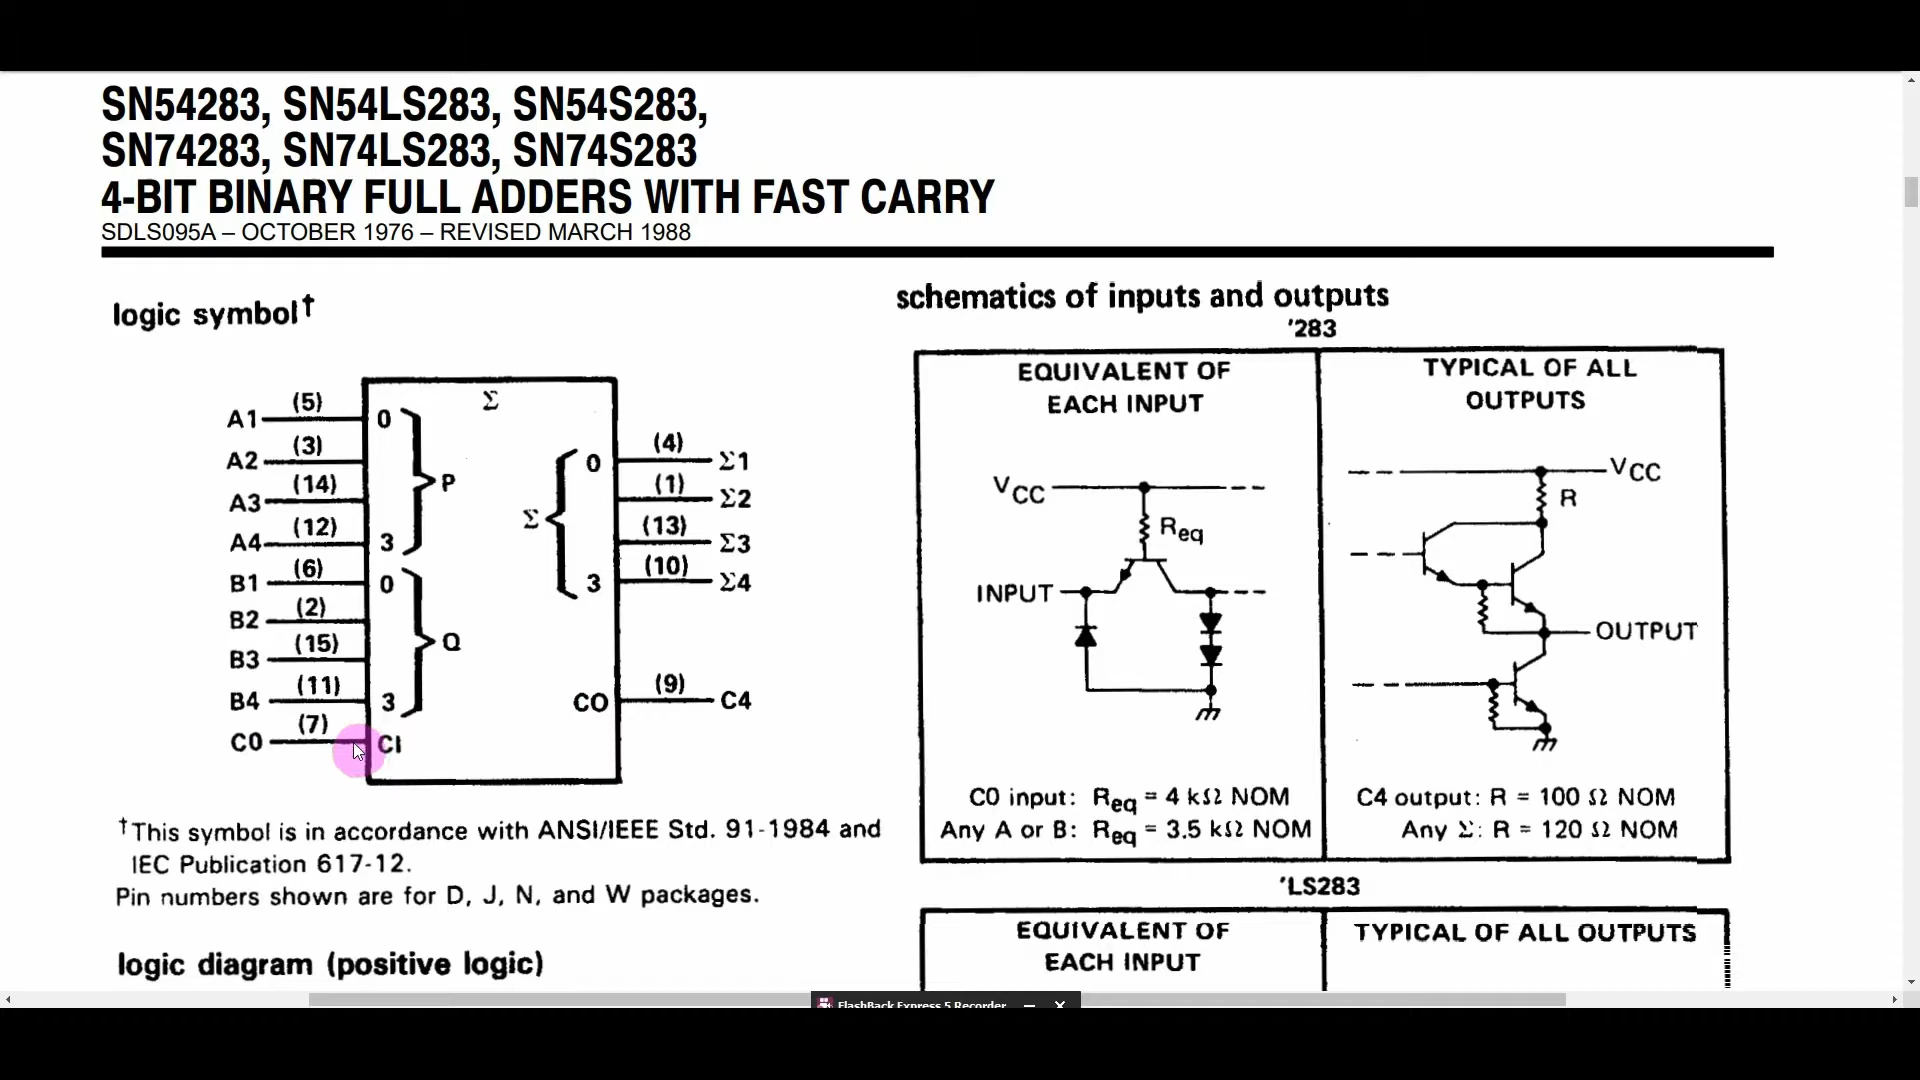 SN54283, SN54LS283, SN54S283,
SN74283, SN74LS283, SN74S283
4-BIT BINARY FULL ADDERS WITH FAST CARRY
SDLS095A – OCTOBER 1976 – REVISED MARCH 1988
logic symbol†
Σ
A1 (5) 0
A2 (3)
A3 (14)
A4 (12) 3
P
B1 (6) 0
B2 (2)
B3 (15)
B4 (11) 3
Q
C0 (7) CI
Σ
0 (4) Σ1
(1) Σ2
(13) Σ3
3 (10) Σ4
CO (9) C4
†This symbol is in accordance with ANSI/IEEE Std. 91-1984 and
IEC Publication 617-12.
Pin numbers shown are for D, J, N, and W packages.
logic diagram (positive logic)
schematics of inputs and outputs
'283
EQUIVALENT OF
EACH INPUT
VCC
Req
INPUT
C0 input: Req = 4 kΩ NOM
Any A or B: Req = 3.5 kΩ NOM
TYPICAL OF ALL
OUTPUTS
VCC
R
OUTPUT
C4 output: R = 100 Ω NOM
Any Σ: R = 120 Ω NOM
'LS283
EQUIVALENT OF
EACH INPUT
TYPICAL OF ALL OUTPUTS
FlashBack Express 5 Recorder